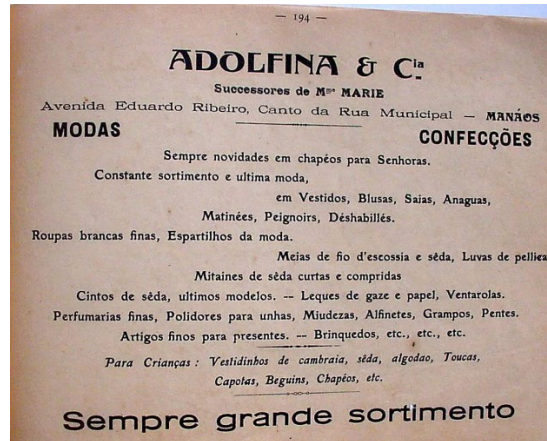 — 194 —
ADOLFINA & Cia.
Successores de Mme MARIE
Avenida Eduardo Ribeiro, Canto da Rua Municipal — MANÁOS
MODAS
CONFECÇÕES
Sempre novidades em chapéos para Senhoras.
Constante sortimento e ultima moda,
em Vestidos, Blusas, Saias, Anaguas,
Matinées, Peignoirs, Déshabillés.
Roupas brancas finas, Espartilhos da moda.
Meias de fio d'escossia e sêda, Luvas de pellica
Mitaines de sêda curtas e compridas
Cintos de sêda, ultimos modelos. -- Leques de gaze e papel, Ventarolas.
Perfumarias finas, Polidores para unhas, Miudezas, Alfinetes, Grampos, Pentes.
Artigos finos para presentes. -- Brinquedos, etc., etc., etc.
Para Crianças : Vestidinhos de cambraia, sêda, algodao, Toucas,
Capotas, Beguins, Chapéos, etc.
Sempre grande sortimento